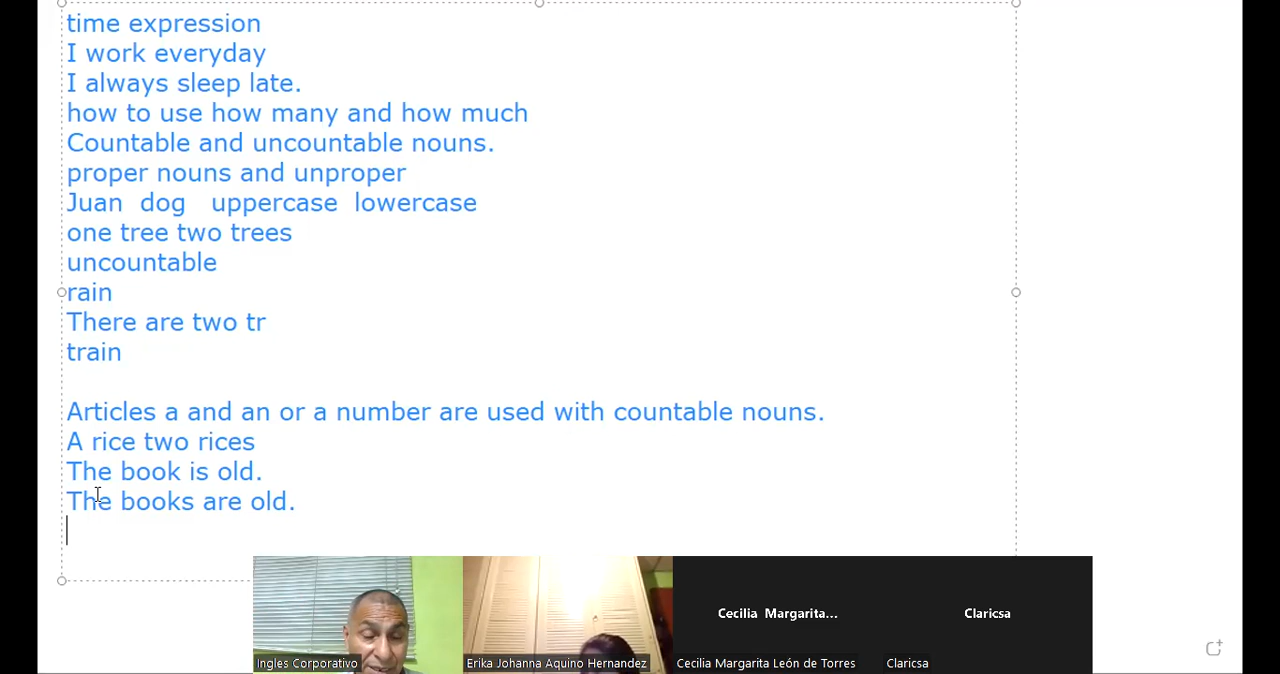 time expression
I work everyday
I always sleep late.
how to use how many and how much
Countable and uncountable nouns.
proper nouns and unproper
Juan dog uppercase lowercase
one tree two trees
uncountable
rain
There are two tr
train
Articles a and an or a number are used with countable nouns.
A rice two rices
The book is old.
The books are old.
Cecilia Margarita...
Claricsa
Ingles Corporativo
Erika Johanna Aquino Hernandez
Cecilia Margarita León de Torres
Claricsa